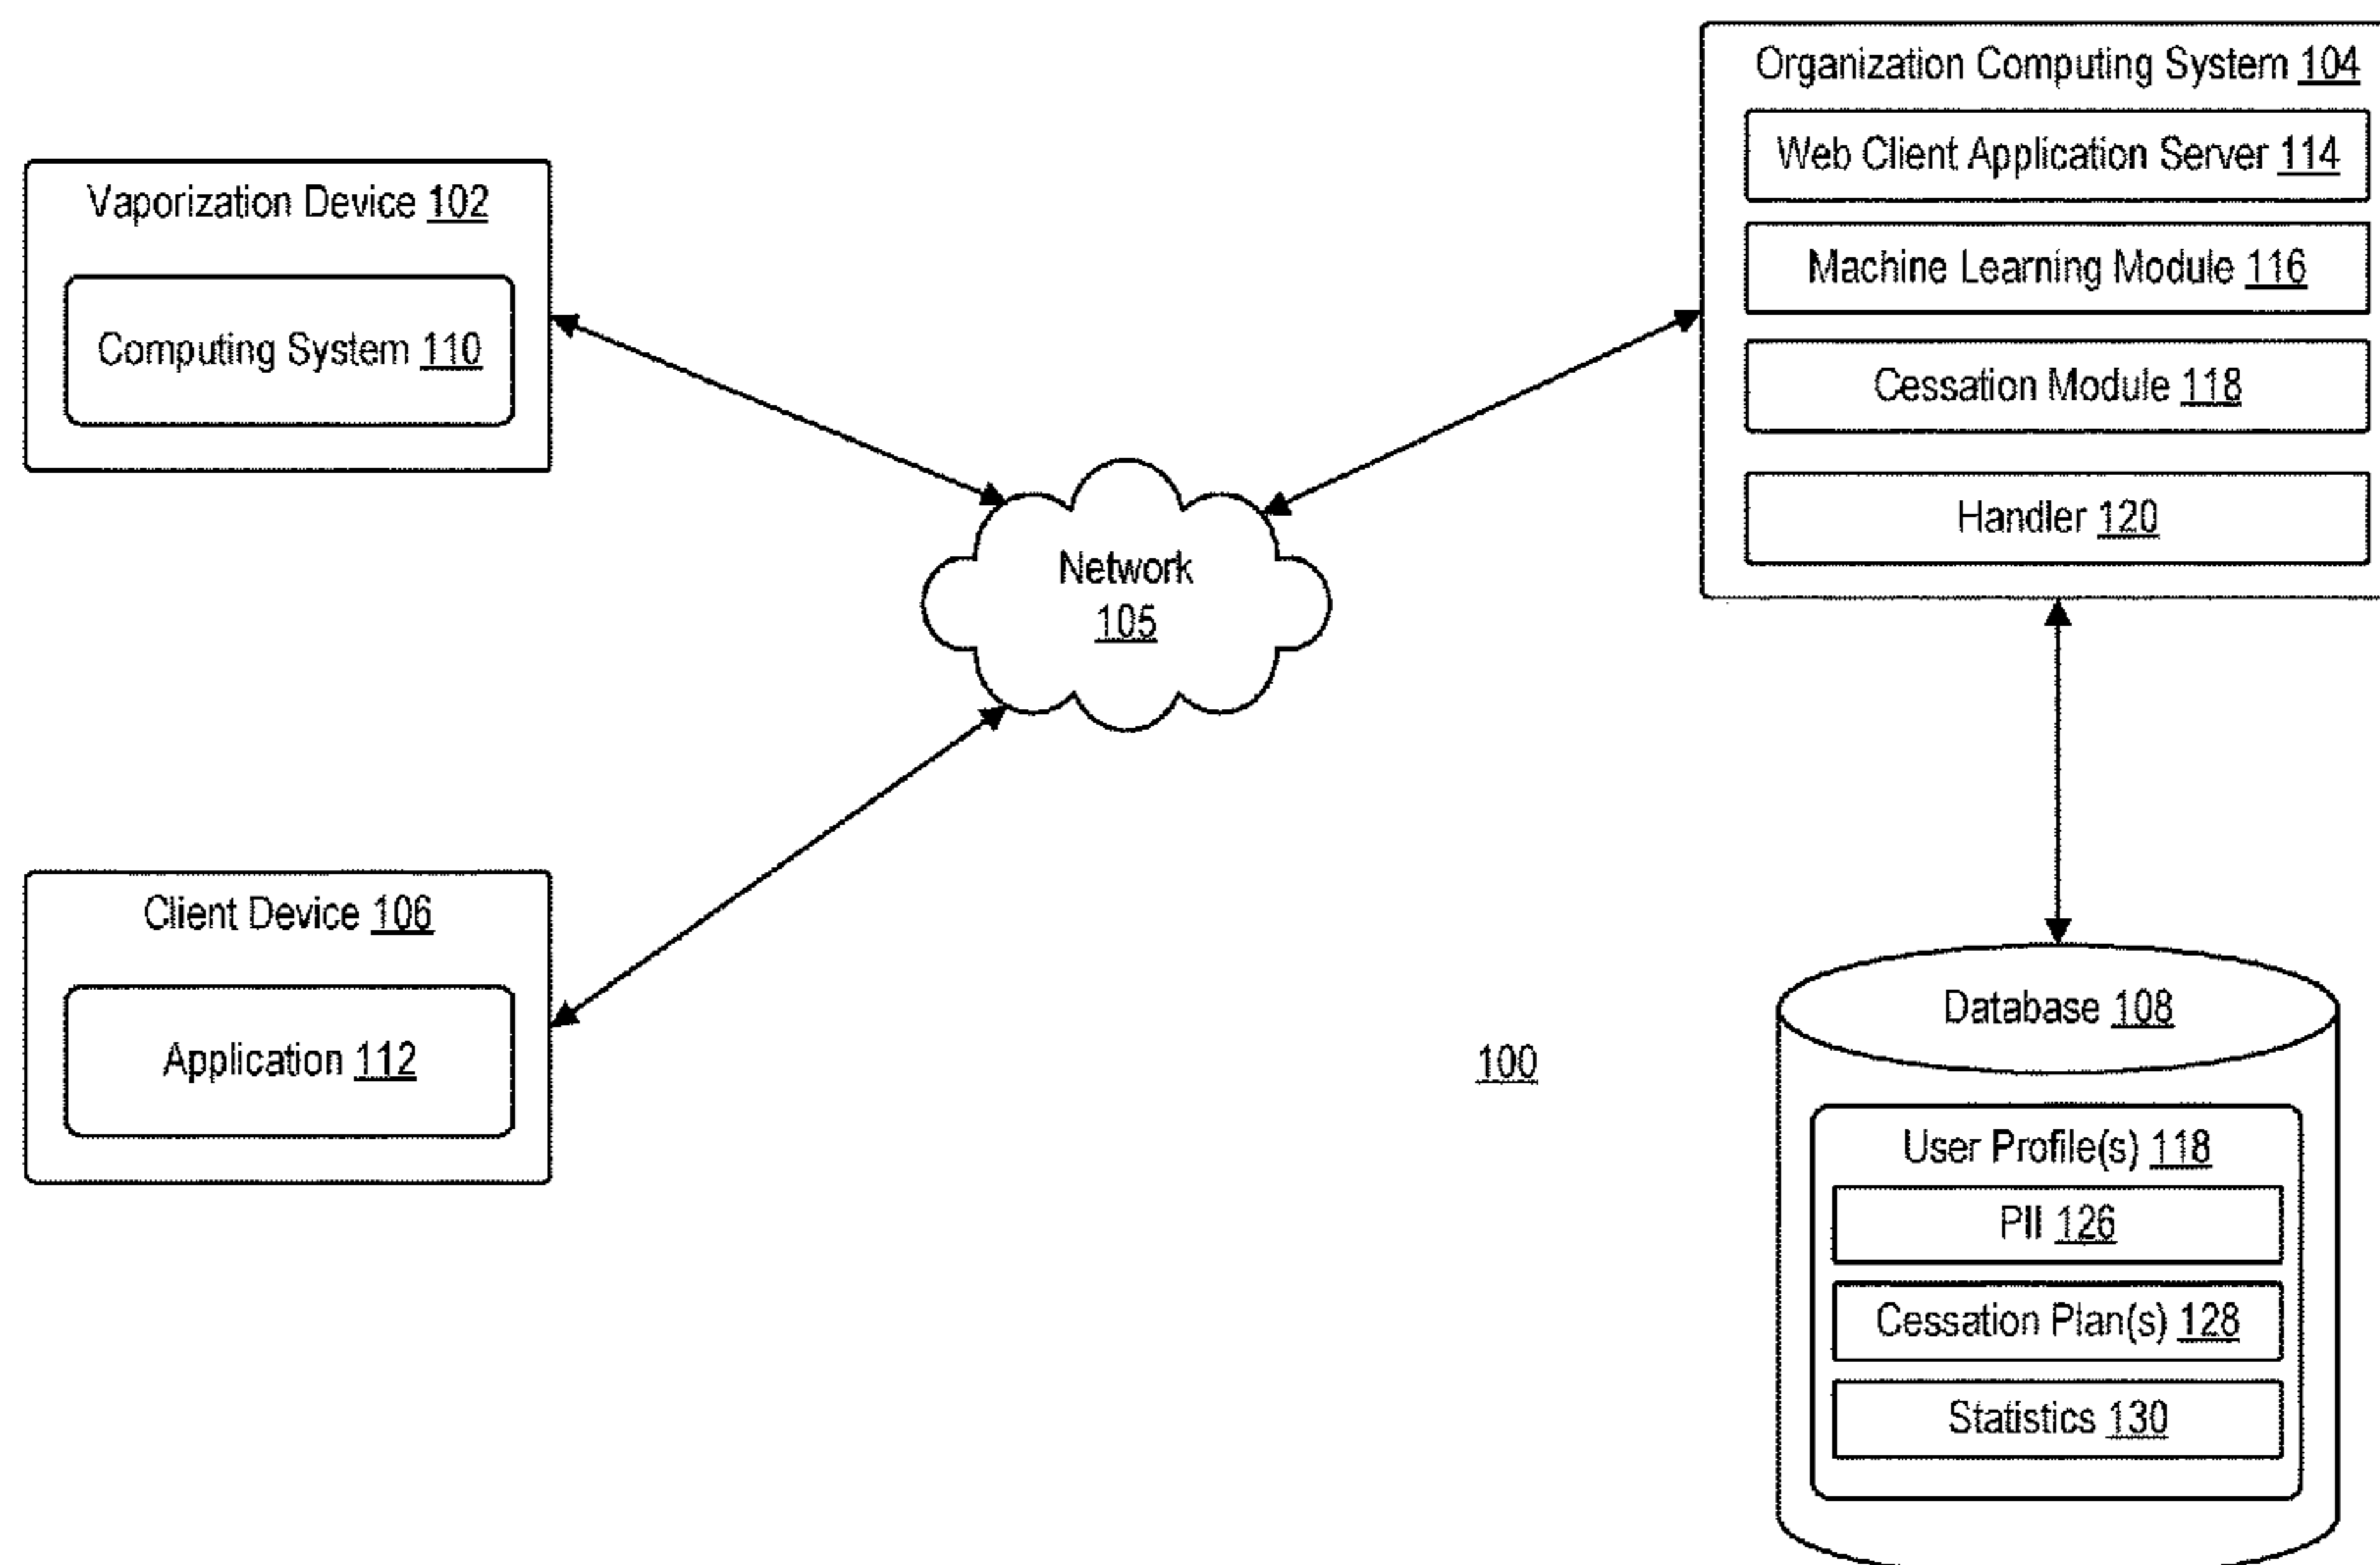 Organization Computing System 104
Web Client Application Server 114
Machine Learning Module 116
Cessation Module 118
Handler 120
Vaporization Device 102
Computing System 110
Network
105
Client Device 106
Application 112
100
Database 108
User Profile(s) 118
PII 126
Cessation Plan(s) 128
Statistics 130